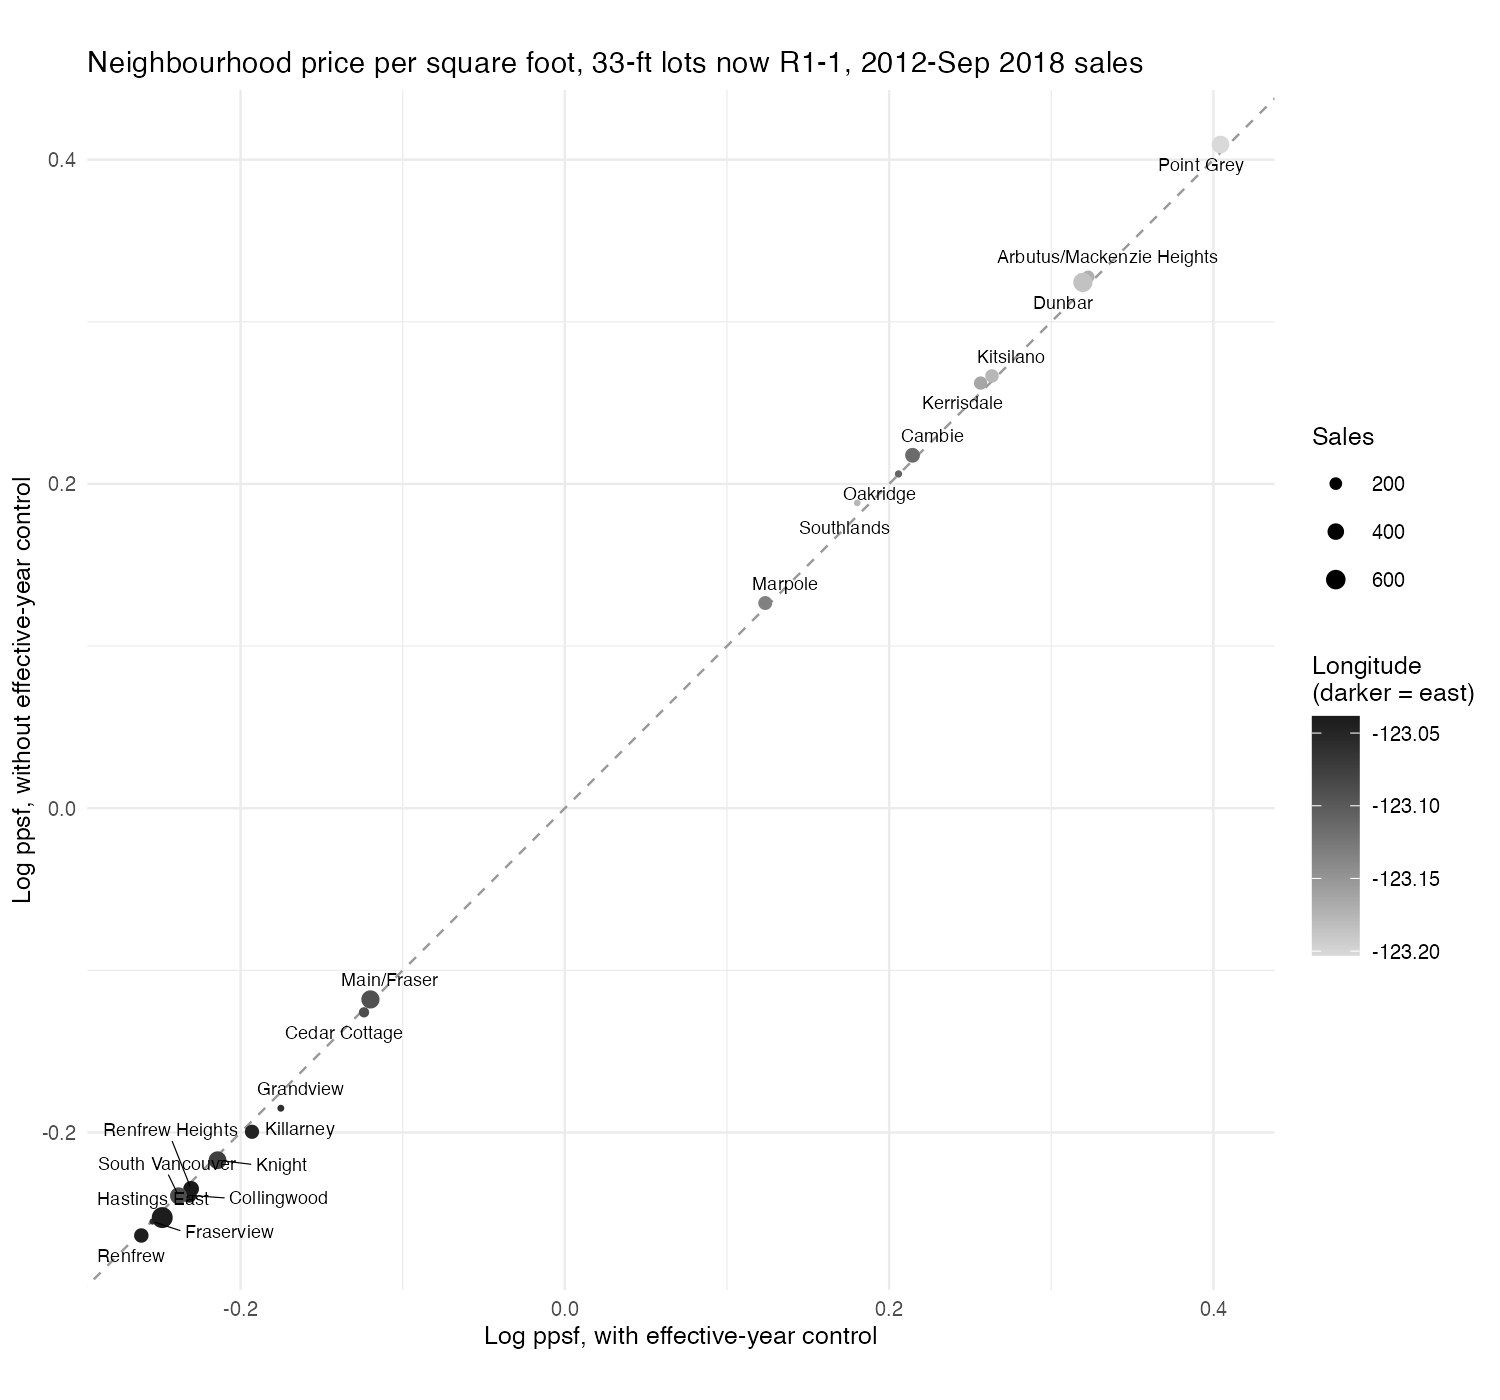 Neighbourhood price per square foot, 33-ft lots now R1-1, 2012-Sep 2018 sales
Log ppsf, without effective-year control
0.4
0.2
0.0
-0.2
Point Grey
Arbutus/Mackenzie Heights
Dunbar
Kitsilano
Kerrisdale
Cambie
Oakridge
Southlands
Marpole
Main/Fraser
Cedar Cottage
Grandview
Renfrew Heights
Killarney
South Vancouver
Knight
Hastings East
Collingwood
Fraserview
Renfrew
-0.2
0.0
0.2
0.4
Log ppsf, with effective-year control
Sales
200
400
600
Longitude
(darker = east)
-123.05
-123.10
-123.15
-123.20